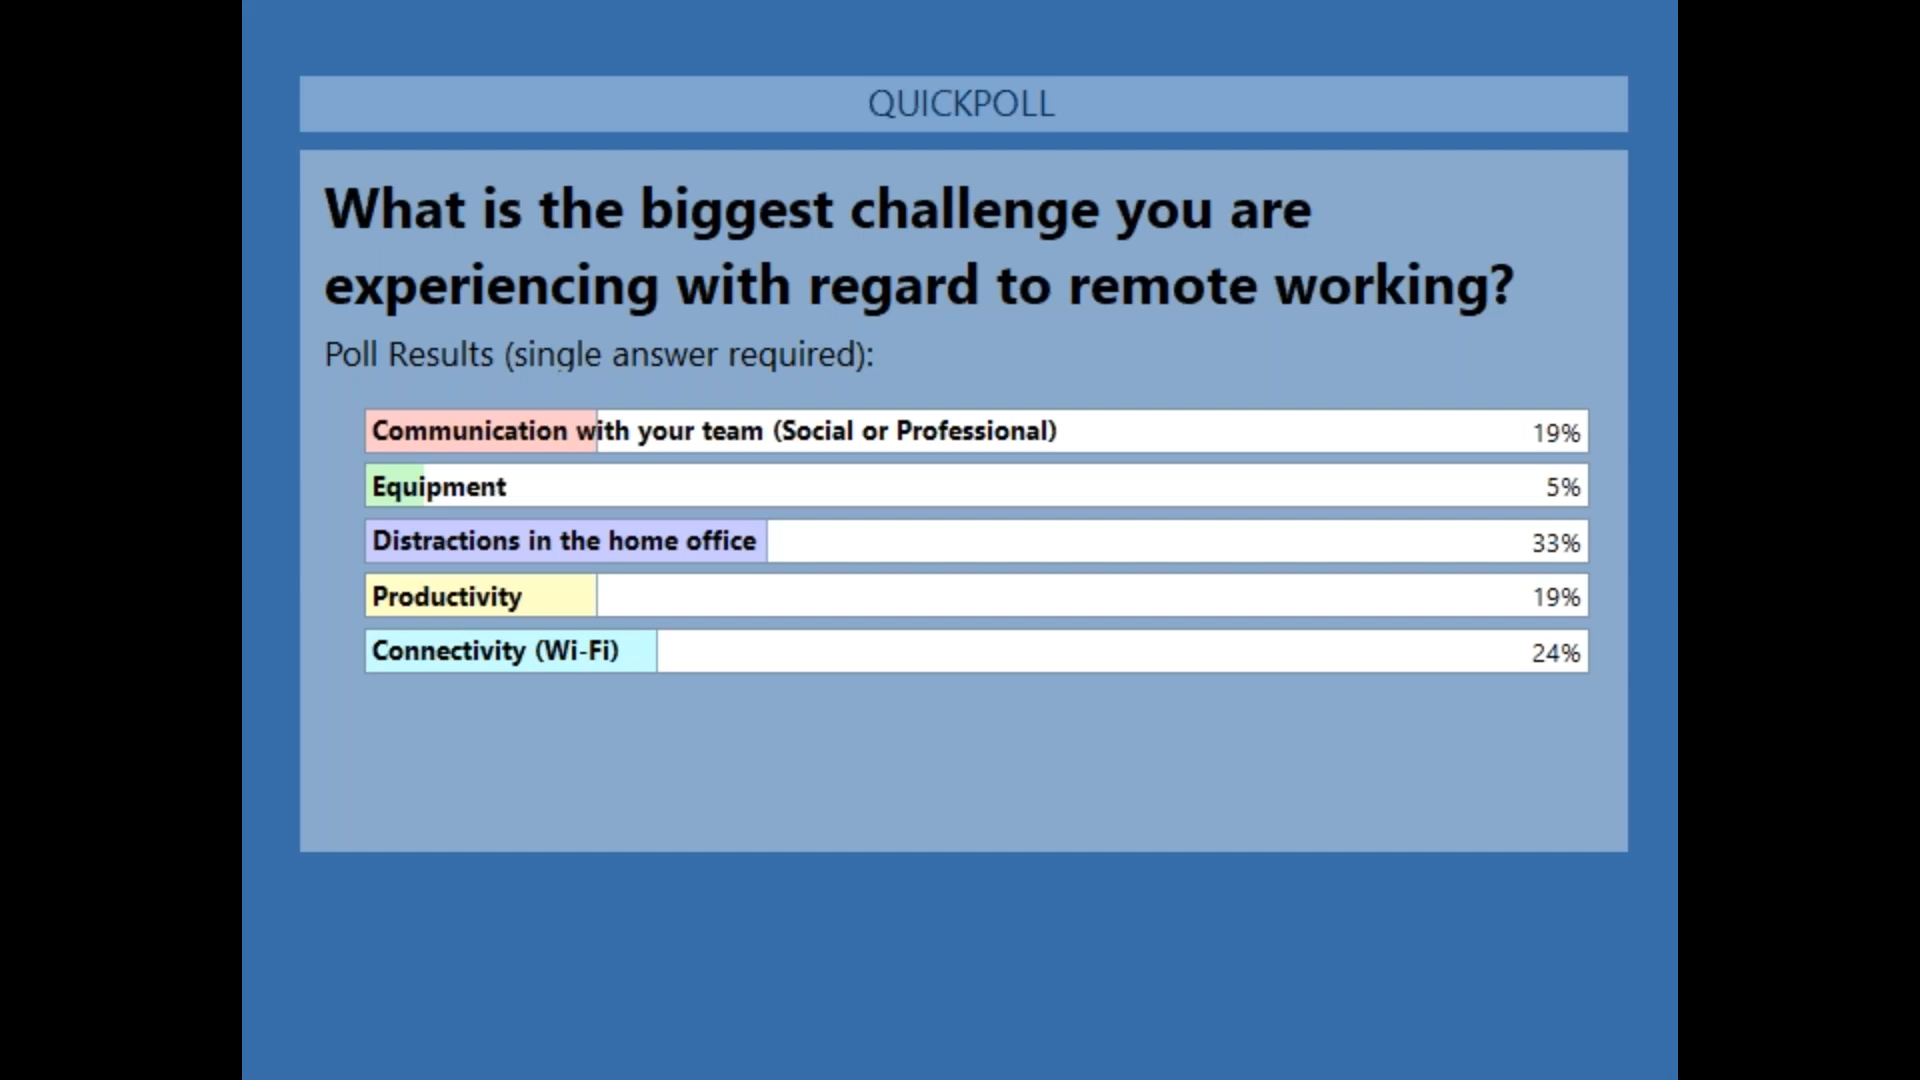 QUICKPOLL
What is the biggest challenge you are
experiencing with regard to remote working?
Poll Results (single answer required):
Communication with your team (Social or Professional) 19%
Equipment 5%
Distractions in the home office 33%
Productivity 19%
Connectivity (Wi-Fi) 24%